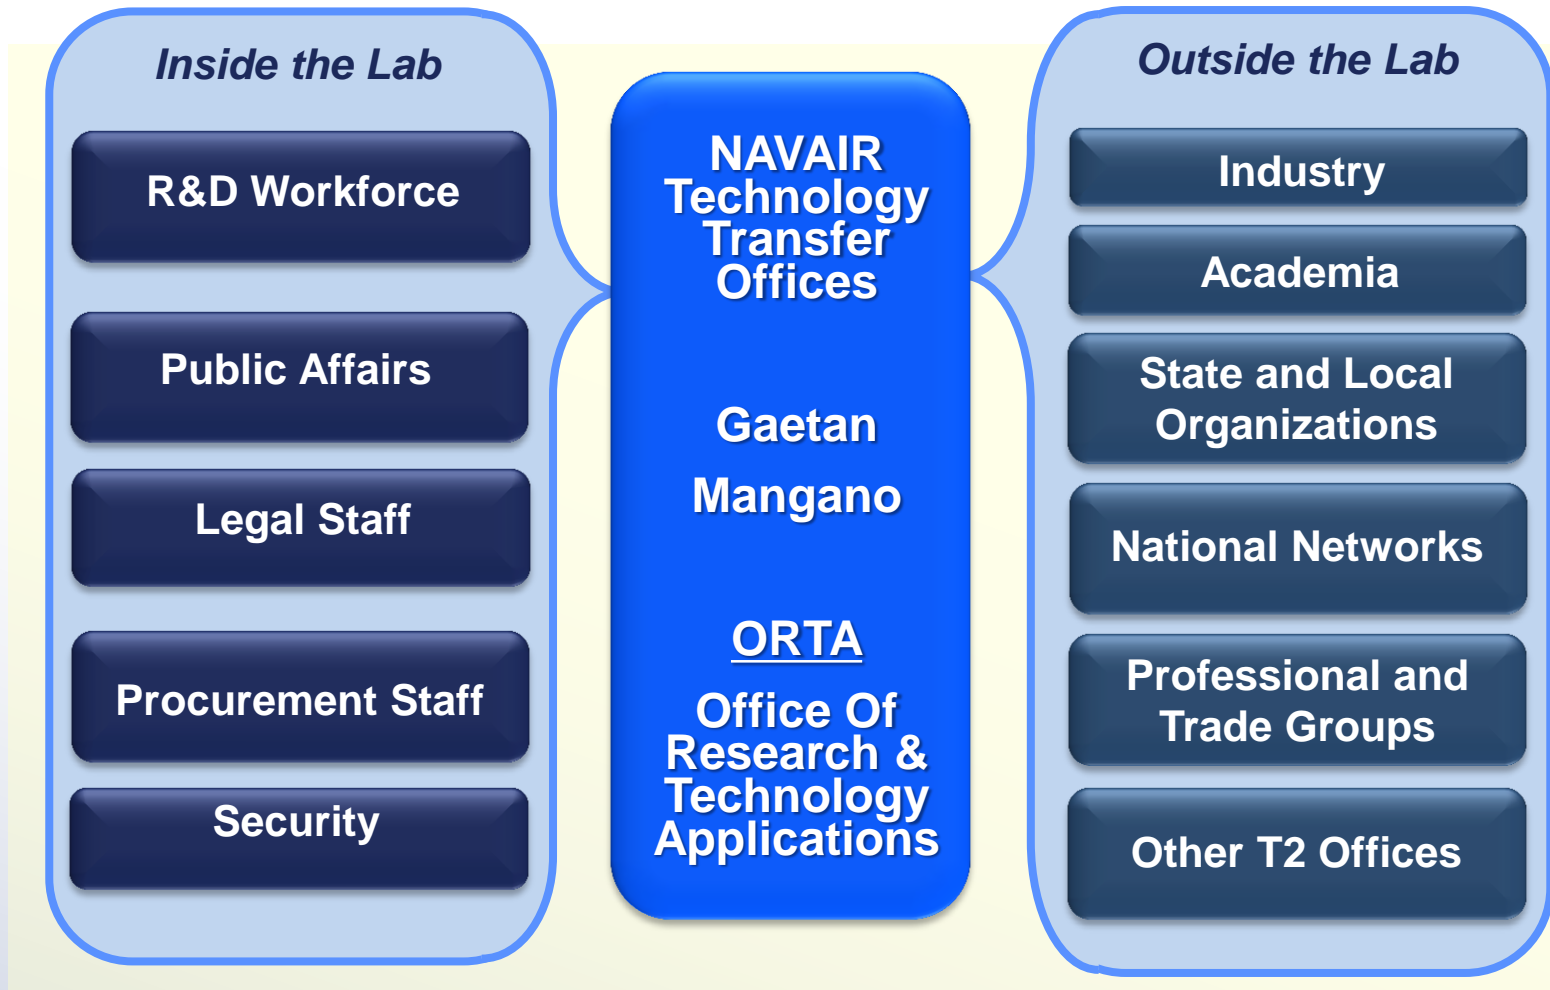 Inside the Lab
R&D Workforce
Public Affairs
Legal Staff
Procurement Staff
Security
NAVAIR
Technology
Transfer
Offices
Gaetan
Mangano
ORTA
Office Of
Research &
Technology
Applications
Outside the Lab
Industry
Academia
State and Local
Organizations
National Networks
Professional and
Trade Groups
Other T2 Offices